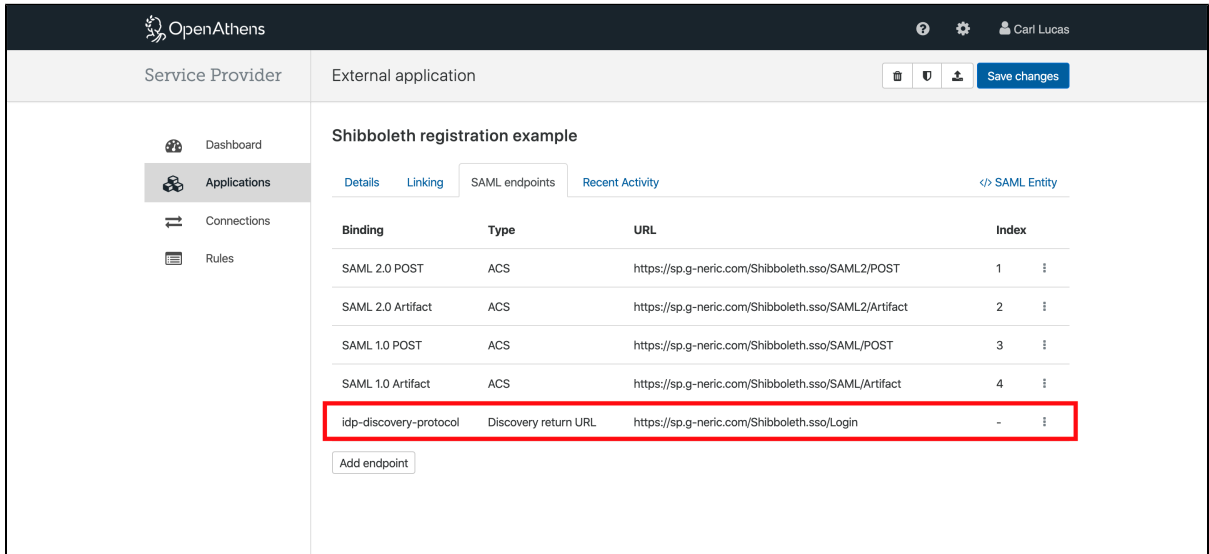 OpenAthens
Carl Lucas
Service Provider
External application
Save changes
Dashboard
Applications
Connections
Rules
Shibboleth registration example
Details Linking SAML endpoints Recent Activity </> SAML Entity
Binding Type URL Index
SAML 2.0 POST ACS https://sp.g-neric.com/Shibboleth.sso/SAML2/POST 1
SAML 2.0 Artifact ACS https://sp.g-neric.com/Shibboleth.sso/SAML2/Artifact 2
SAML 1.0 POST ACS https://sp.g-neric.com/Shibboleth.sso/SAML/POST 3
SAML 1.0 Artifact ACS https://sp.g-neric.com/Shibboleth.sso/SAML/Artifact 4
idp-discovery-protocol Discovery return URL https://sp.g-neric.com/Shibboleth.sso/Login -
Add endpoint